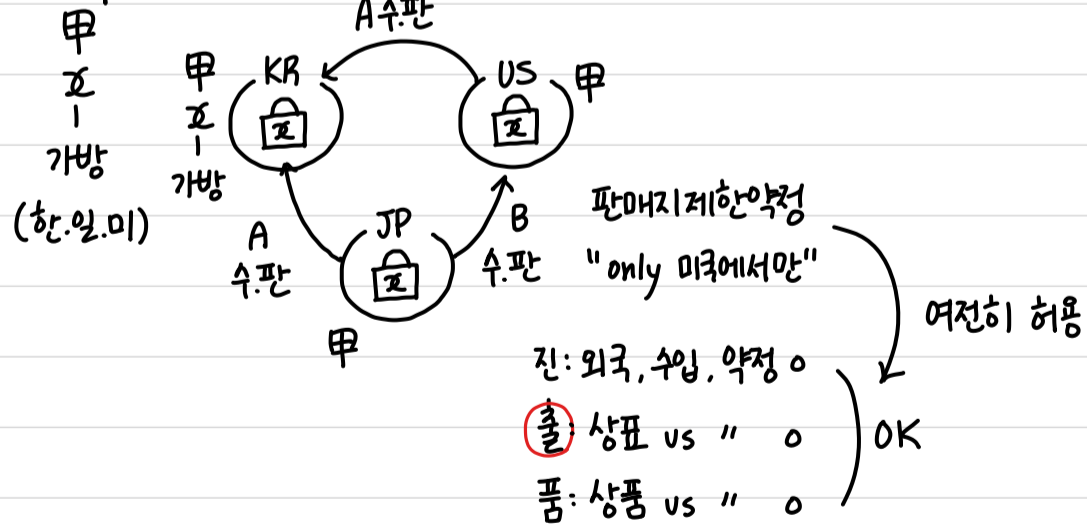 甲
X
|
가방
(한.일.미)
甲
X
|
가방
KR
X
A 수.판
US
X
甲
A
수.판
JP
X
甲
B
수.판
판매지제한약정
"only 미국에서만"
여전히 허용
진: 외국, 수입, 약정 o
출: 상표 vs 〃 o
품: 상품 vs 〃 o
OK